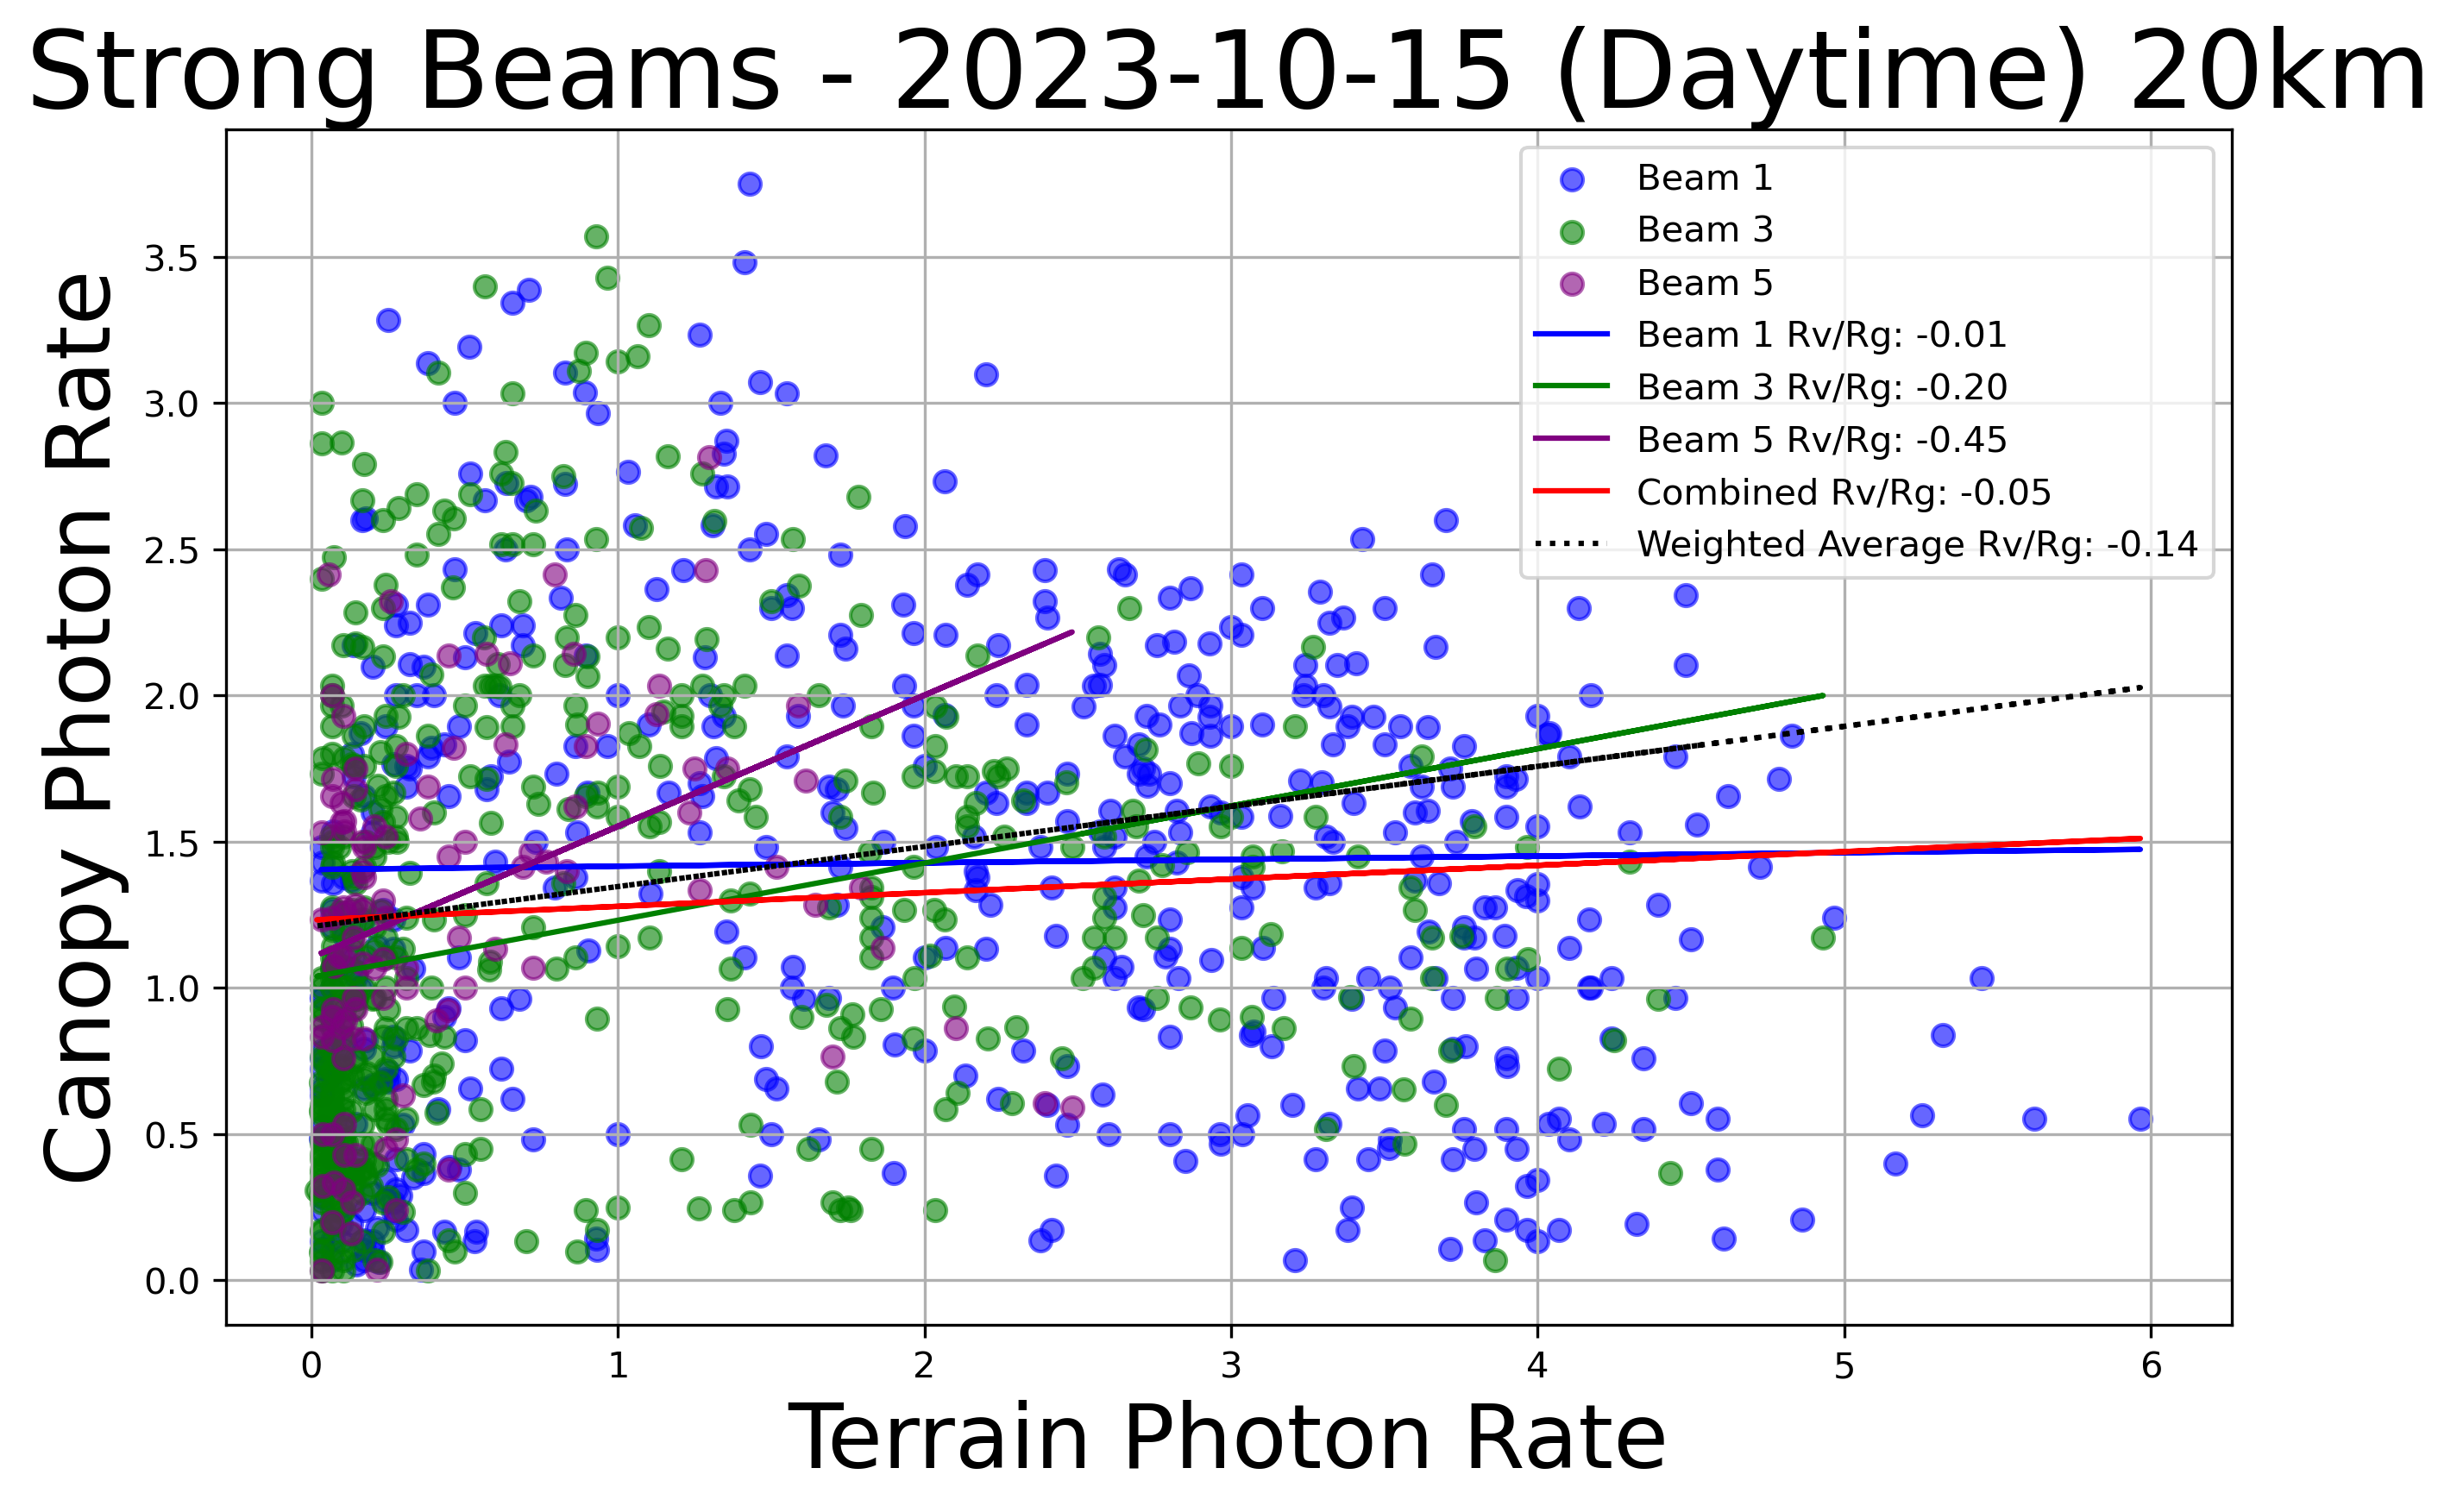 Strong Beams - 2023-10-15 (Daytime) 20km
Canopy Photon Rate
3.5
3.0
2.5
2.0
1.5
1.0
0.5
0.0
Beam 1
Beam 3
Beam 5
Beam 1 Rv/Rg: -0.01
Beam 3 Rv/Rg: -0.20
Beam 5 Rv/Rg: -0.45
Combined Rv/Rg: -0.05
Weighted Average Rv/Rg: -0.14
0 1 2 3 4 5 6
Terrain Photon Rate